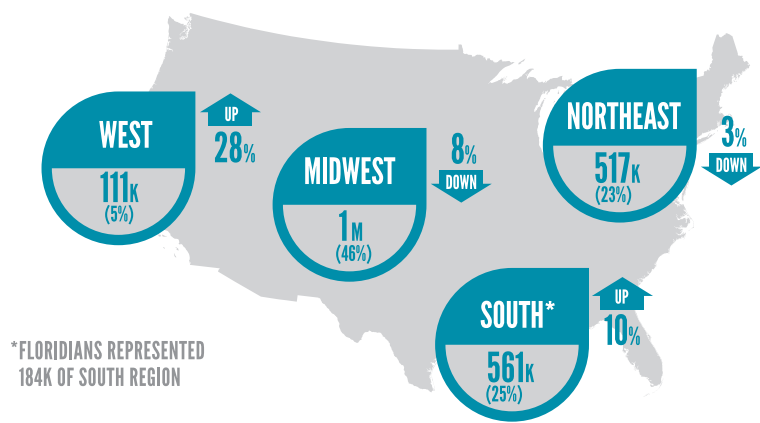 WEST
111K
(5%)
UP
28%
MIDWEST
1M
(46%)
8%
DOWN
NORTHEAST
517K
(23%)
3%
DOWN
SOUTH*
561K
(25%)
UP
10%
*FLORIDIANS REPRESENTED
184K OF SOUTH REGION